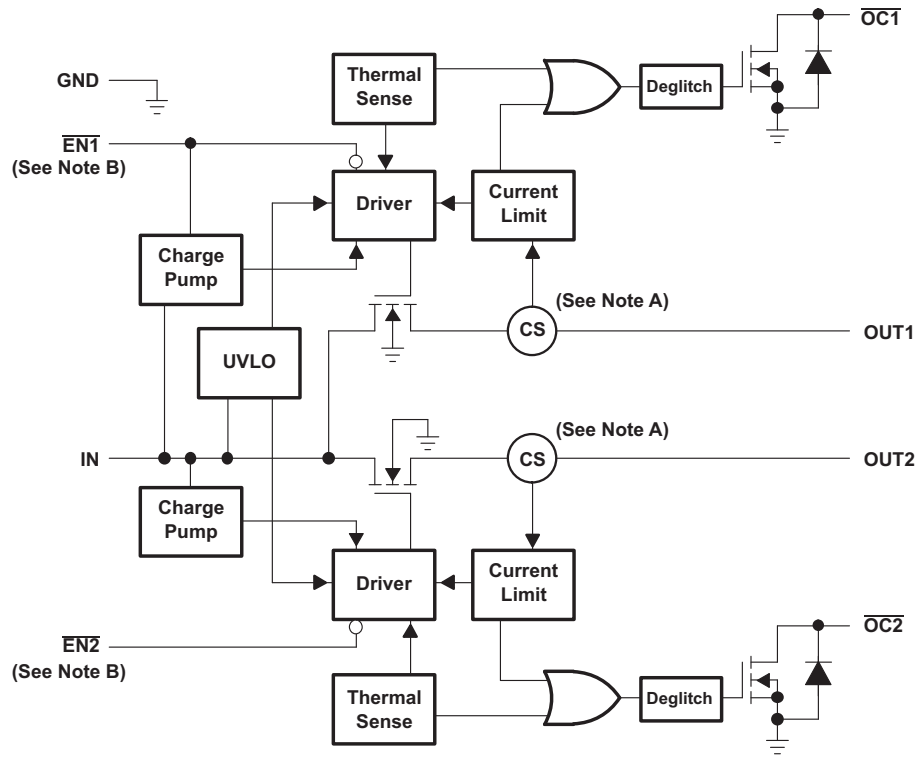 OC1
Thermal
Sense
GND
Deglitch
EN1
(See Note B)
Driver
Current
Limit
Charge
Pump
(See Note A)
CS
OUT1
UVLO
(See Note A)
IN
CS
OUT2
Charge
Pump
Driver
Current
Limit
EN2
(See Note B)
OC2
Thermal
Sense
Deglitch